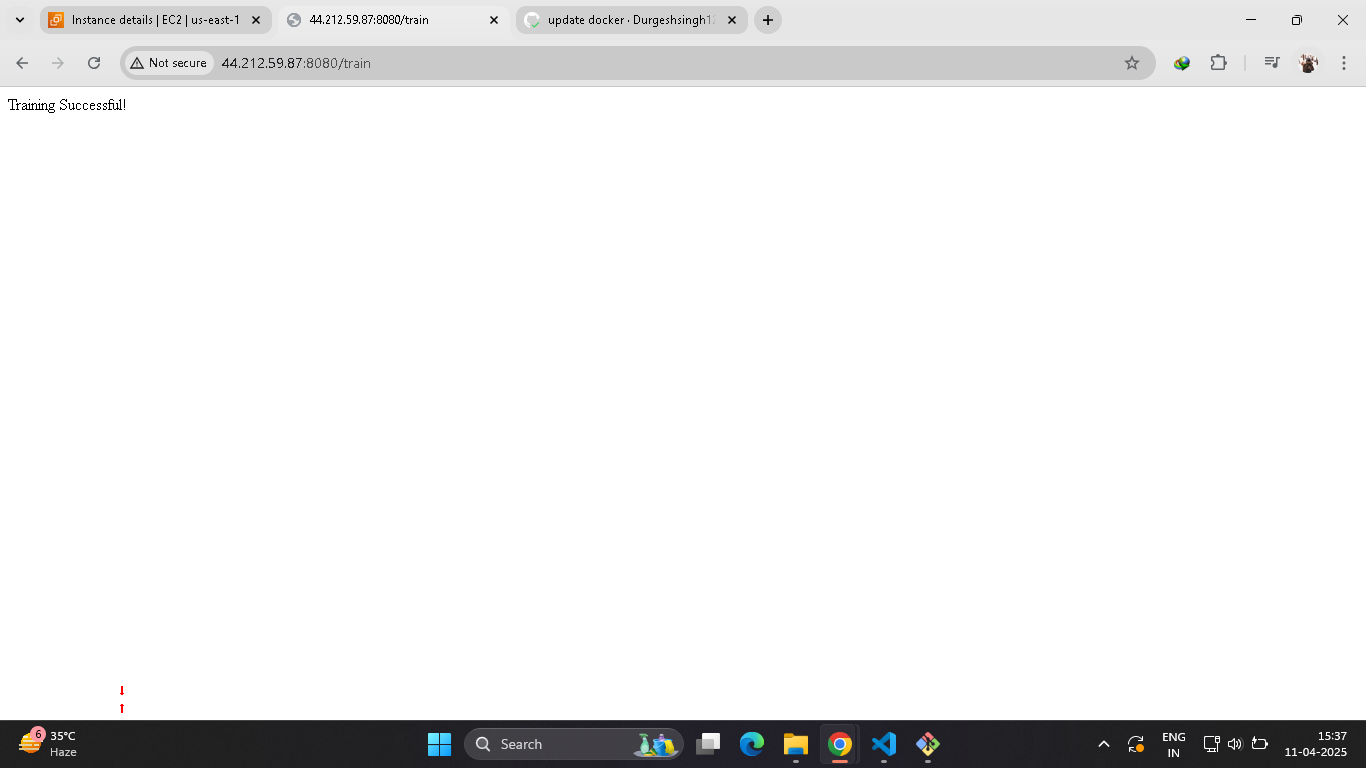 Instance details | EC2 | us-east-1
44.212.59.87:8080/train
update docker · Durgeshsingh12
Not secure
44.212.59.87:8080/train
Training Successful!
6
35°C
Haze
Search
ENG
IN
15:37
11-04-2025